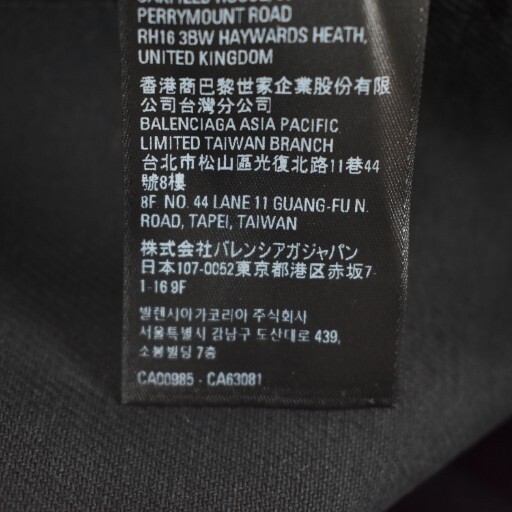 PERRYMOUNT ROAD
RH16 3BW HAYWARDS HEATH,
UNITED KINGDOM
香港商巴黎世家企業股份有限
公司台灣分公司
BALENCIAGA ASIA PACIFIC
LIMITED TAIWAN BRANCH
台北市松山區光復北路11巷44
號8樓
8F NO. 44 LANE 11 GUANG-FU N.
ROAD, TAPEI, TAIWAN
株式会社バレンシアガジャパン
日本107-0052東京都港区赤坂7-
1-16 9F
발렌시아가코리아 주식회사
서울특별시 강남구 도산대로 439,
소봉빌딩 7층
CA00985 - CA63081